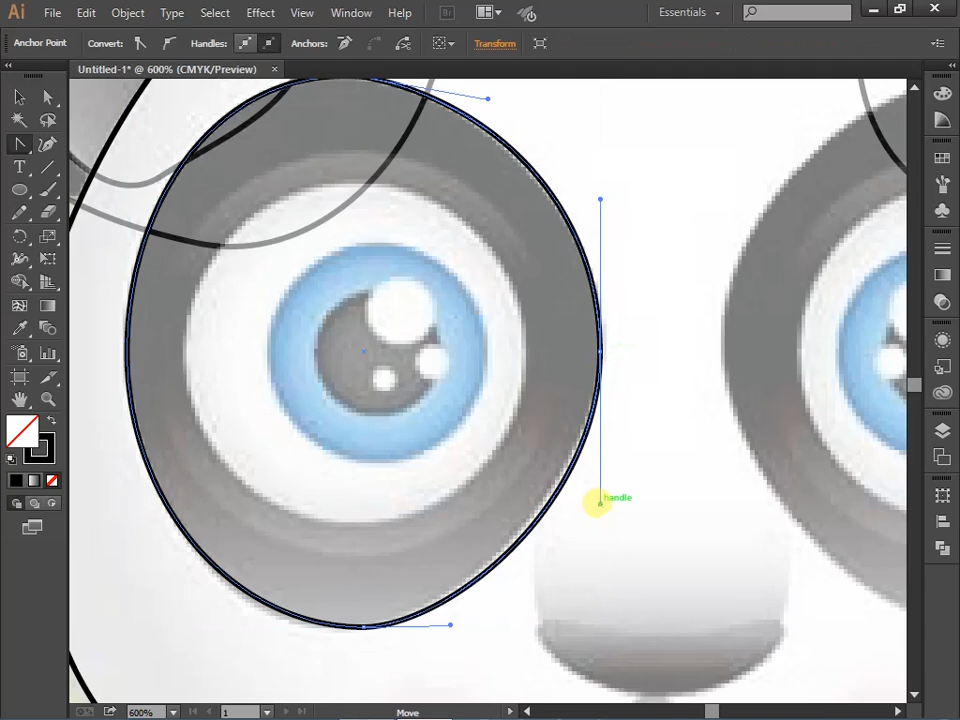 Ai File Edit Object Type Select Effect View Window Help Br Essentials
Anchor Point Convert: Handles: Anchors: Transform
Untitled-1* @ 600% (CMYK/Preview) ×
T
handle
600% 1 Move